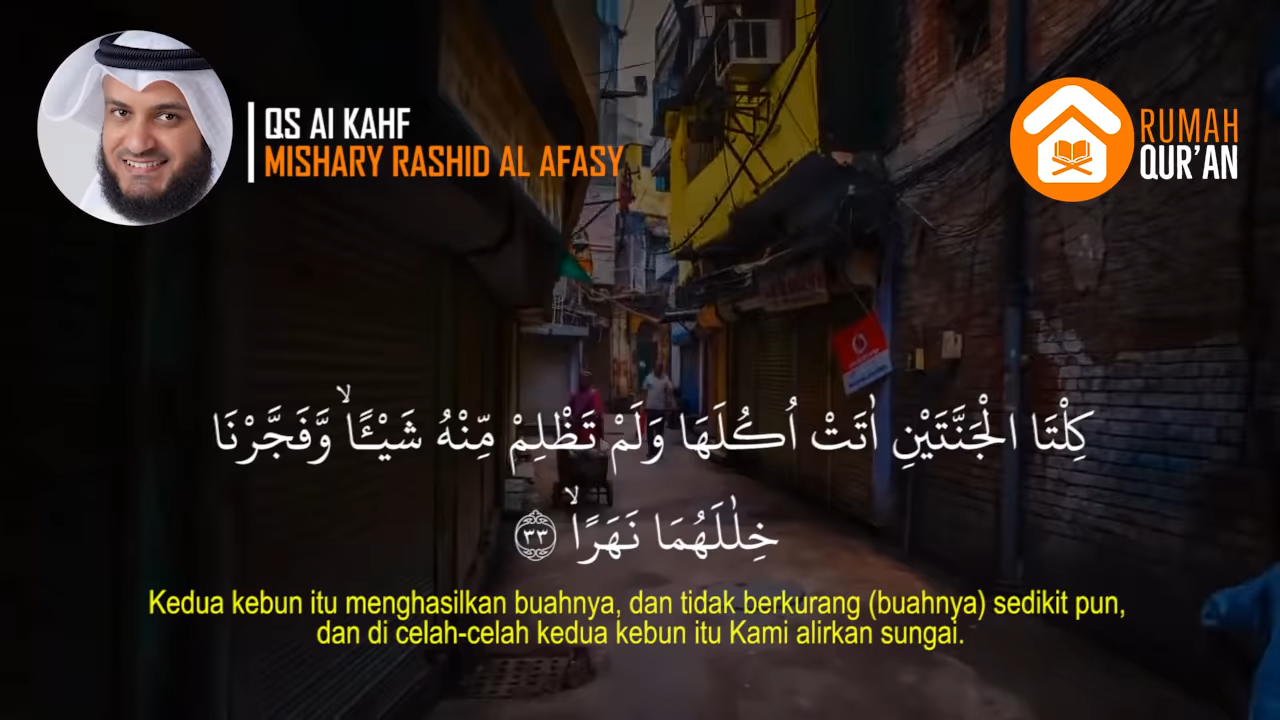 QS Al KAHF
MISHARY RASHID AL AFASY
RUMAH
QUR'AN
كِلْتَا الْجَنَّتَيْنِ اٰتَتْ اُكُلَهَا وَلَمْ تَظْلِمْ مِّنْهُ شَيْـًٔاۙ وَّفَجَّرْنَا
خِلٰلَهُمَا نَهَرًاۙ ۝٣٣
Kedua kebun itu menghasilkan buahnya, dan tidak berkurang (buahnya) sedikit pun,
dan di celah-celah kedua kebun itu Kami alirkan sungai.